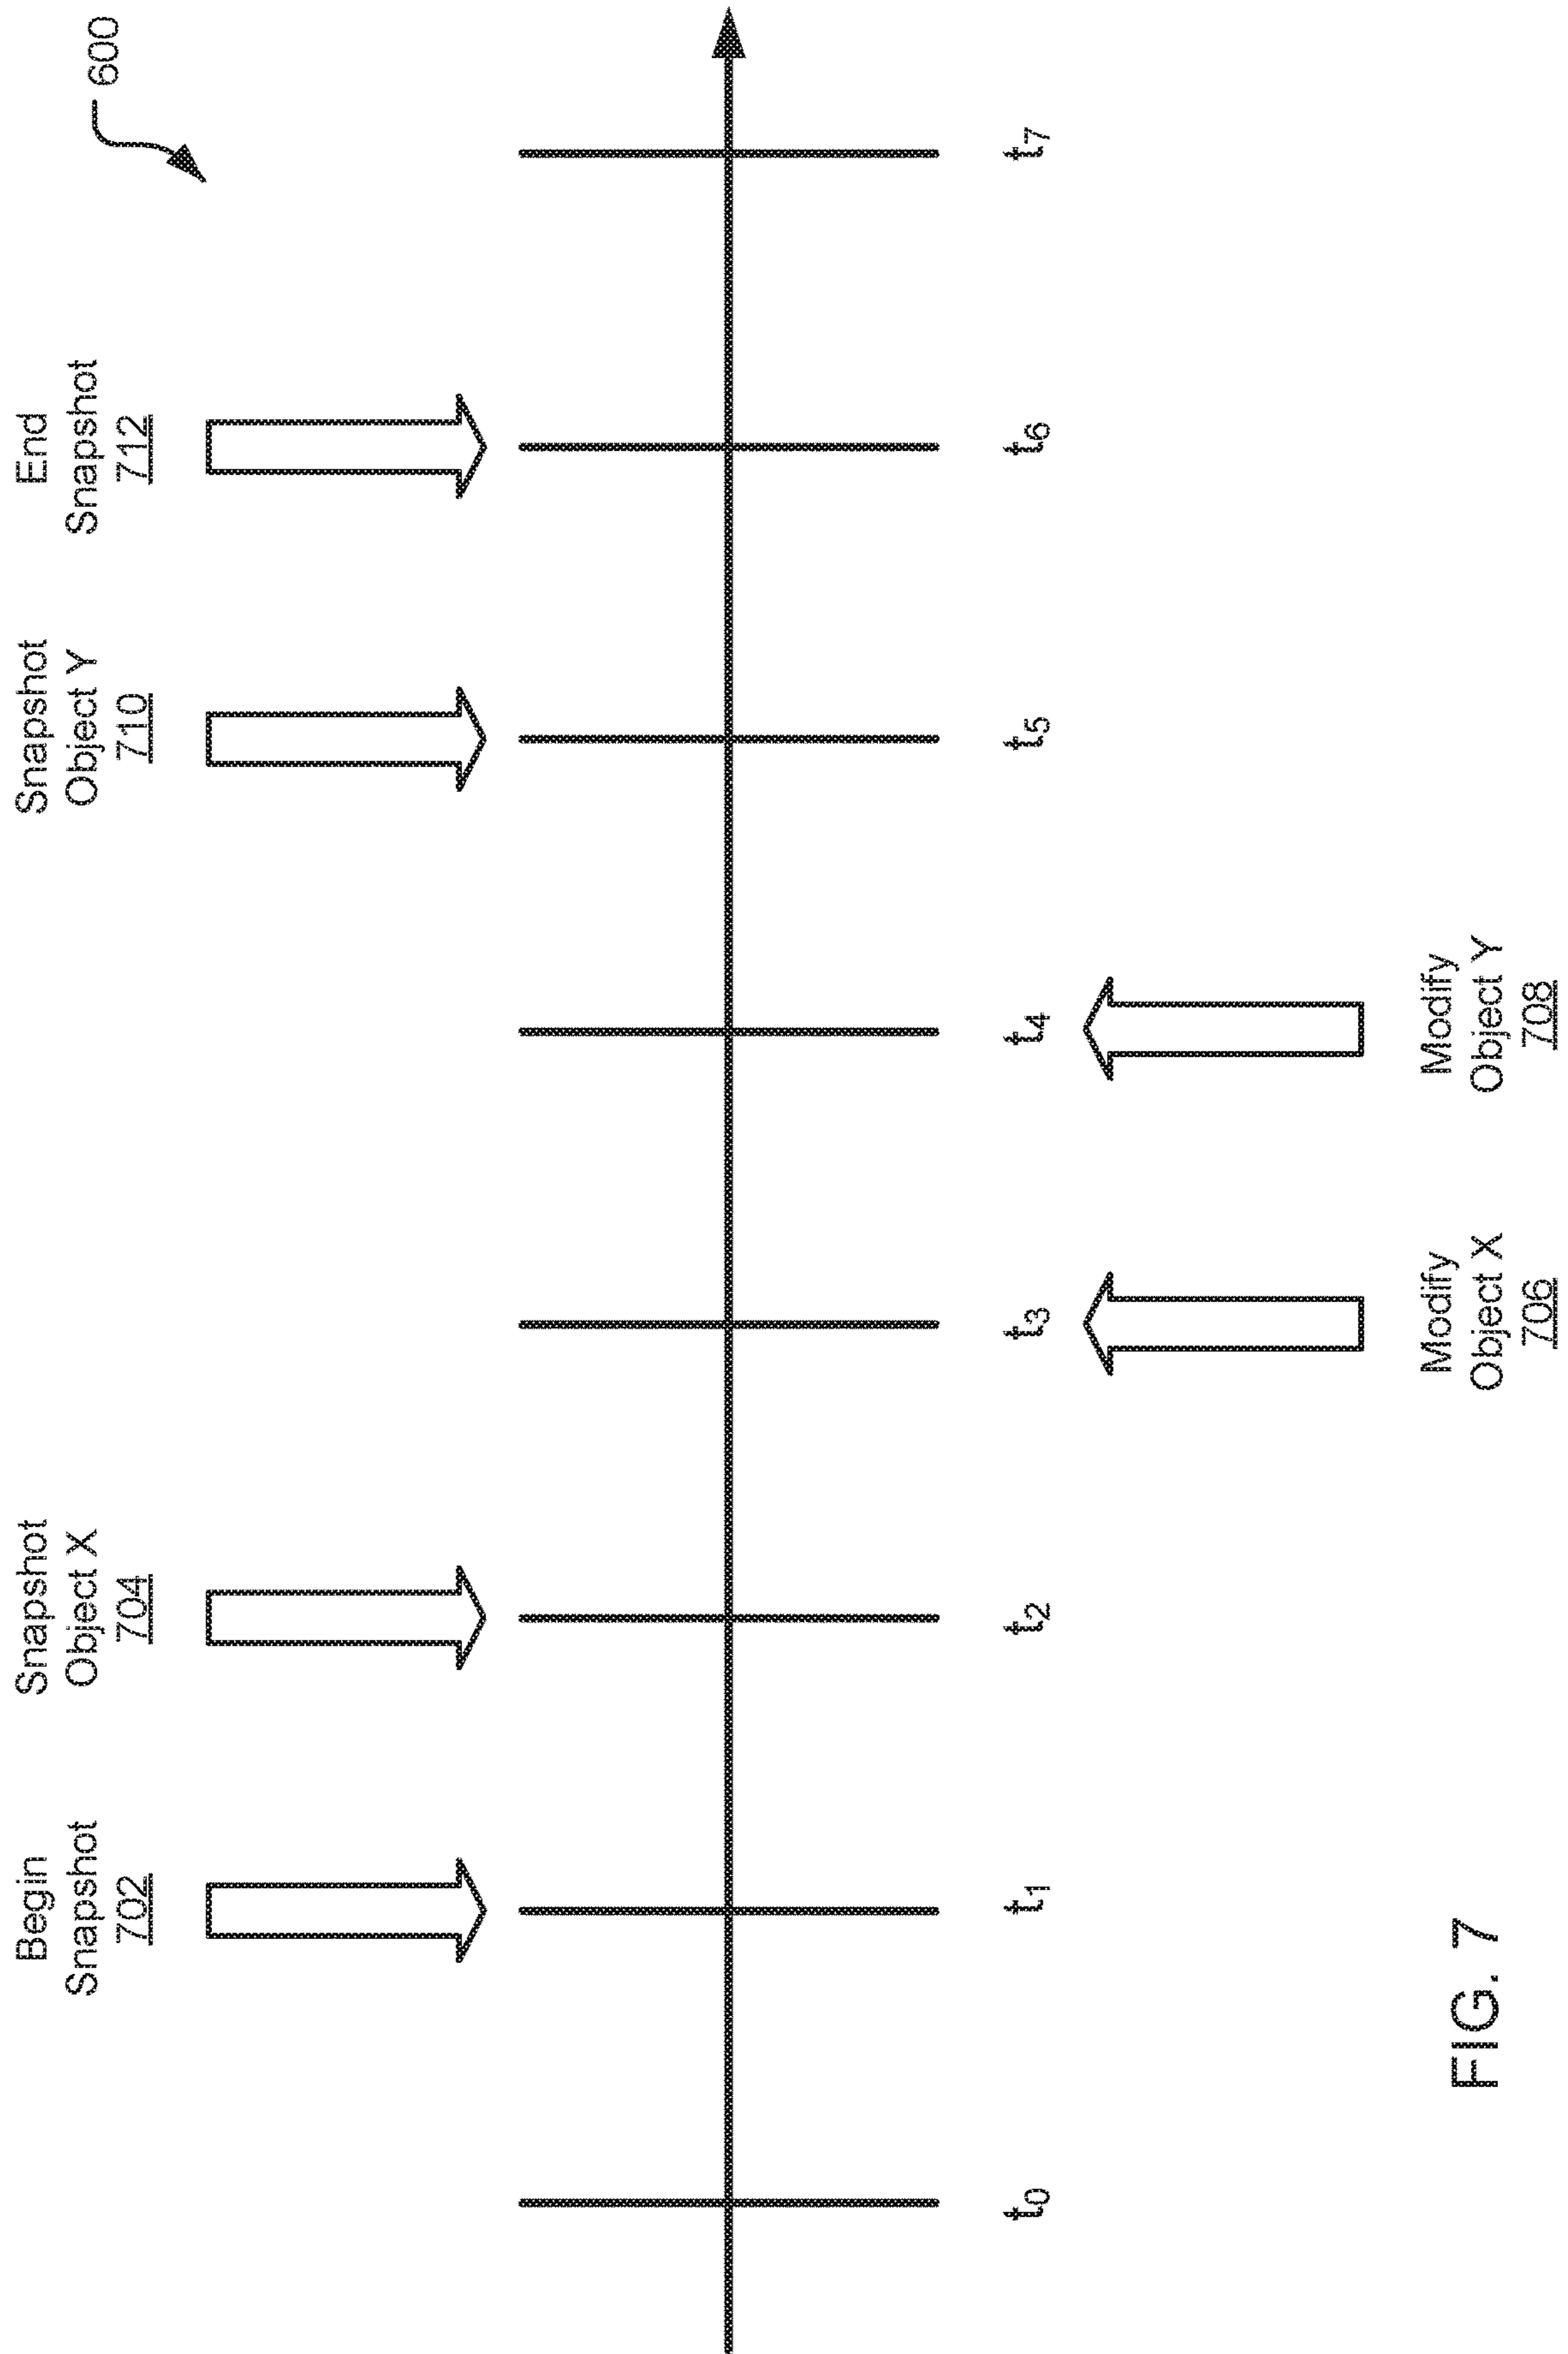 600
Begin
Snapshot
702
Snapshot
Object X
704
Snapshot
Object Y
710
End
Snapshot
712
t0
t1
t2
t3
t4
t5
t6
t7
Modify
Object X
706
Modify
Object Y
708
FIG. 7